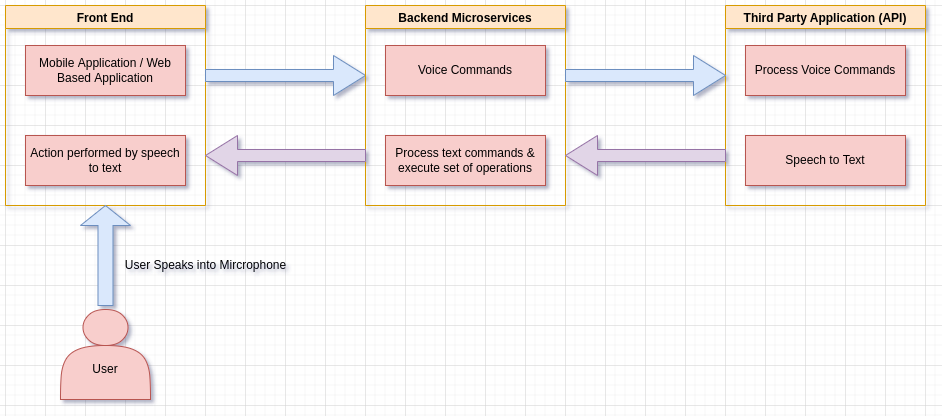 Front End
Backend Microservices
Third Party Application (API)
Mobile Application / Web
Based Application
Voice Commands
Process Voice Commands
Action performed by speech
to text
Process text commands &
execute set of operations
Speech to Text
User Speaks into Mircrophone
User